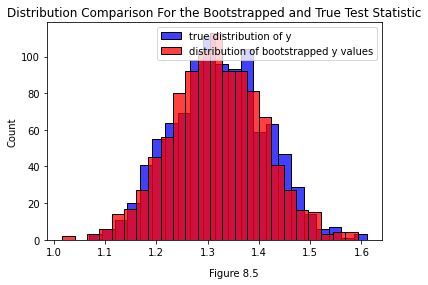 Distribution Comparison For the Bootstrapped and True Test Statistic
true distribution of y
distribution of bootstrapped y values
Count
100
80
60
40
20
0
1.0 1.1 1.2 1.3 1.4 1.5 1.6
Figure 8.5